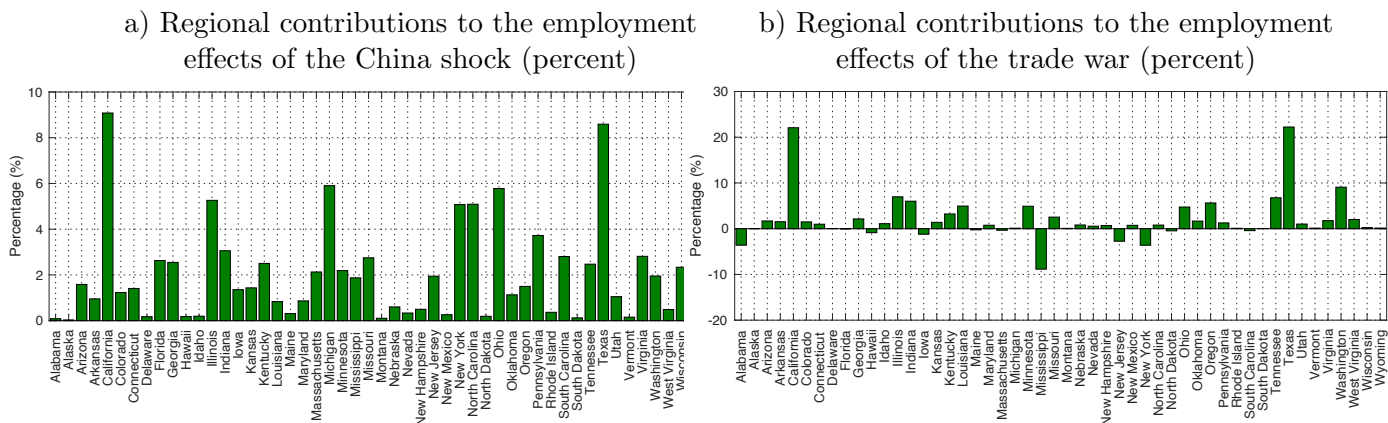 a) Regional contributions to the employment
effects of the China shock (percent)
b) Regional contributions to the employment
effects of the trade war (percent)
Percentage (%)
10
8
6
4
2
0
Alabama
Alaska
Arizona
Arkansas
California
Colorado
Connecticut
Delaware
Florida
Georgia
Hawaii
Idaho
Illinois
Indiana
Iowa
Kansas
Kentucky
Louisiana
Maine
Maryland
Massachusetts
Michigan
Minnesota
Mississippi
Missouri
Montana
Nebraska
Nevada
New Hampshire
New Jersey
New Mexico
New York
North Carolina
North Dakota
Ohio
Oklahoma
Oregon
Pennsylvania
Rhode Island
South Carolina
South Dakota
Tennessee
Texas
Utah
Vermont
Virginia
Washington
West Virginia
Wisconsin
Percentage (%)
30
20
10
0
-10
-20
Alabama
Alaska
Arizona
Arkansas
California
Colorado
Connecticut
Delaware
Florida
Georgia
Hawaii
Idaho
Illinois
Indiana
Iowa
Kansas
Kentucky
Louisiana
Maine
Maryland
Massachusetts
Michigan
Minnesota
Mississippi
Missouri
Montana
Nebraska
Nevada
New Hampshire
New Jersey
New Mexico
New York
North Carolina
North Dakota
Ohio
Oklahoma
Oregon
Pennsylvania
Rhode Island
South Carolina
South Dakota
Tennessee
Texas
Utah
Vermont
Virginia
Washington
West Virginia
Wisconsin
Wyoming